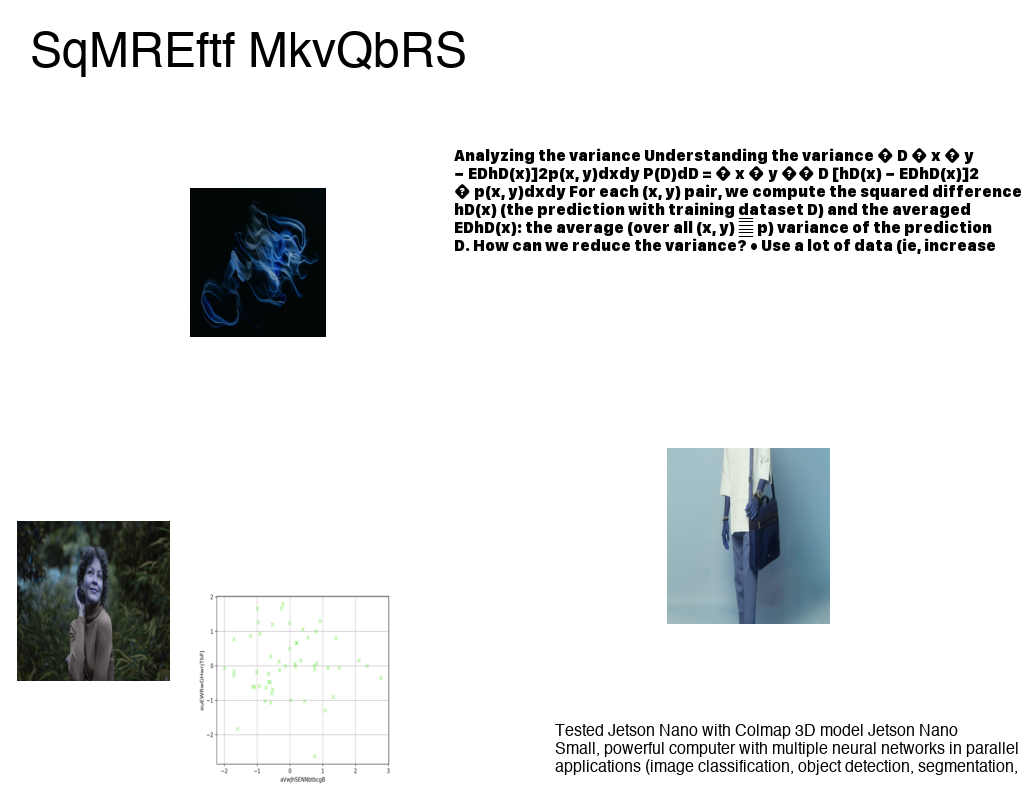 SqMREftf MkvQbRS
Analyzing the variance Understanding the variance � D � x � y
− EDhD(x)]2p(x, y)dxdy P(D)dD = � x � y �� D [hD(x) − EDhD(x)]2
� p(x, y)dxdy For each (x, y) pair, we compute the squared difference
hD(x) (the prediction with training dataset D) and the averaged
EDhD(x): the average (over all (x, y) p) variance of the prediction
D. How can we reduce the variance? • Use a lot of data (ie, increase
2
1
0
−1
−2
−2 −1 0 1 2 3
Tested Jetson Nano with Colmap 3D model Jetson Nano
Small, powerful computer with multiple neural networks in parallel
applications (image classification, object detection, segmentation,